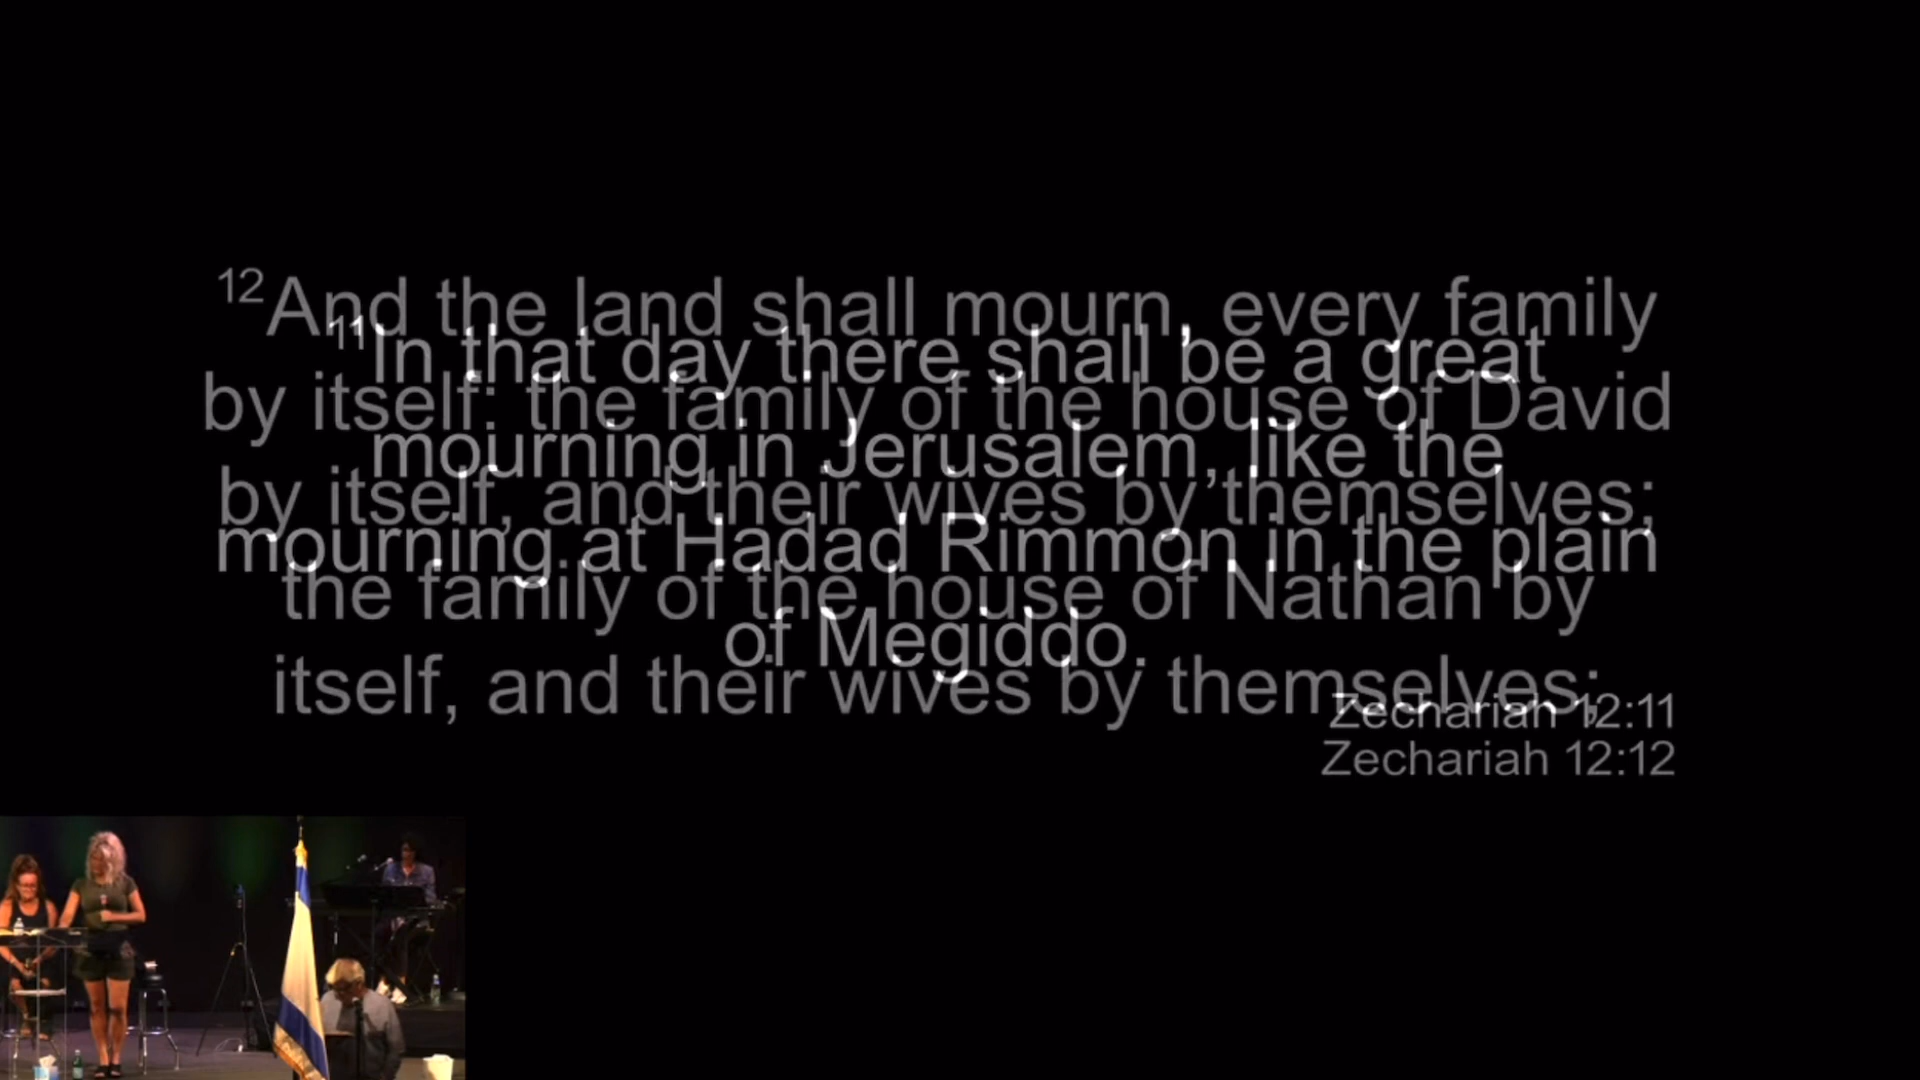 11In that day there shall be a great
mourning in Jerusalem, like the
mourning at Hadad Rimmon in the plain
of Megiddo.
Zechariah 12:11
12And the land shall mourn, every family
by itself: the family of the house of David
by itself, and their wives by themselves;
the family of the house of Nathan by
itself, and their wives by themselves;
Zechariah 12:12